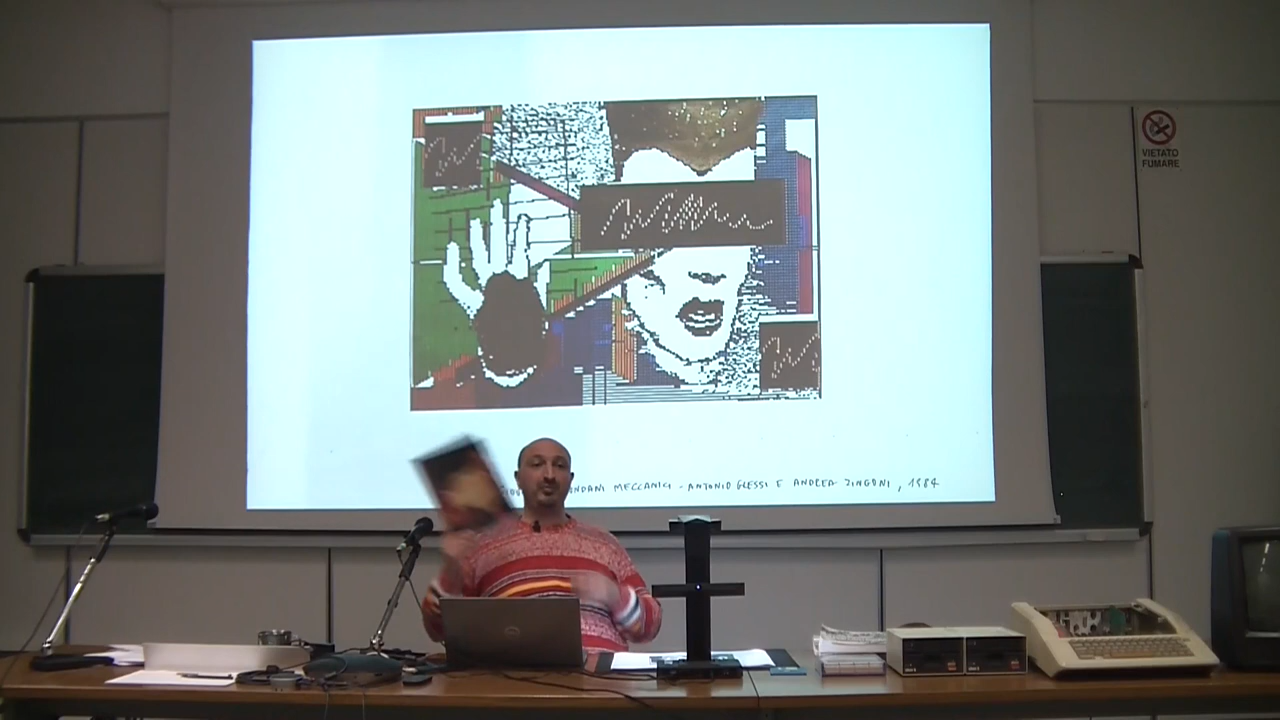 VIETATO
FUMARE
MECCANICI - ANTONIO GLESSI E ANDREA ZINGONI, 1984